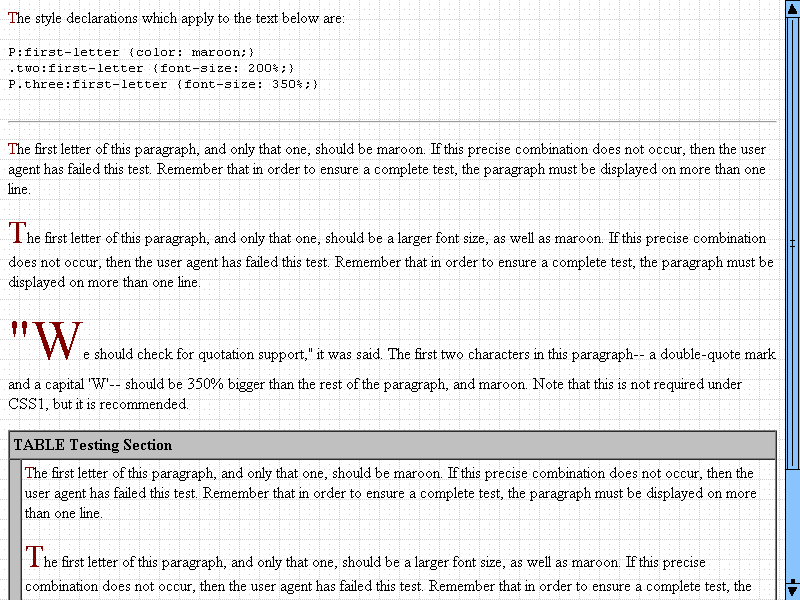 The style declarations which apply to the text below are:
P:first-letter {color: maroon;}
.two:first-letter {font-size: 200%;}
P.three:first-letter {font-size: 350%;}
The first letter of this paragraph, and only that one, should be maroon. If this precise combination does not occur, then the user
agent has failed this test. Remember that in order to ensure a complete test, the paragraph must be displayed on more than one
line.
The first letter of this paragraph, and only that one, should be a larger font size, as well as maroon. If this precise combination
does not occur, then the user agent has failed this test. Remember that in order to ensure a complete test, the paragraph must be
displayed on more than one line.
"We should check for quotation support," it was said. The first two characters in this paragraph-- a double-quote mark
and a capital 'W'-- should be 350% bigger than the rest of the paragraph, and maroon. Note that this is not required under
CSS1, but it is recommended.
TABLE Testing Section
The first letter of this paragraph, and only that one, should be maroon. If this precise combination does not occur, then the
user agent has failed this test. Remember that in order to ensure a complete test, the paragraph must be displayed on more
than one line.
The first letter of this paragraph, and only that one, should be a larger font size, as well as maroon. If this precise
combination does not occur, then the user agent has failed this test. Remember that in order to ensure a complete test, the